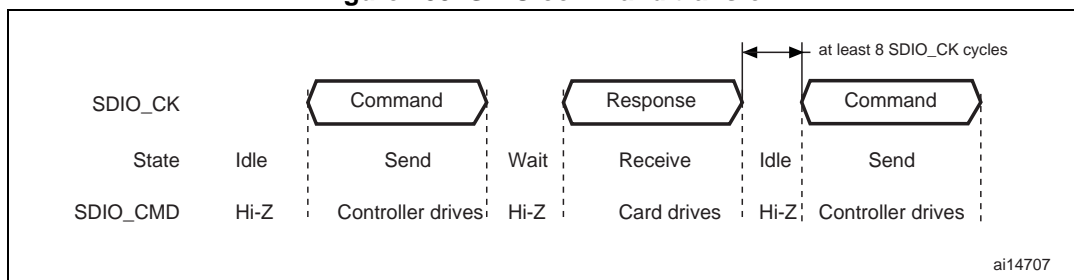 at least 8 SDIO_CK cycles
SDIO_CK Command Response Command
State Idle Send Wait Receive Idle Send
SDIO_CMD Hi-Z Controller drives Hi-Z Card drives Hi-Z Controller drives
ai14707